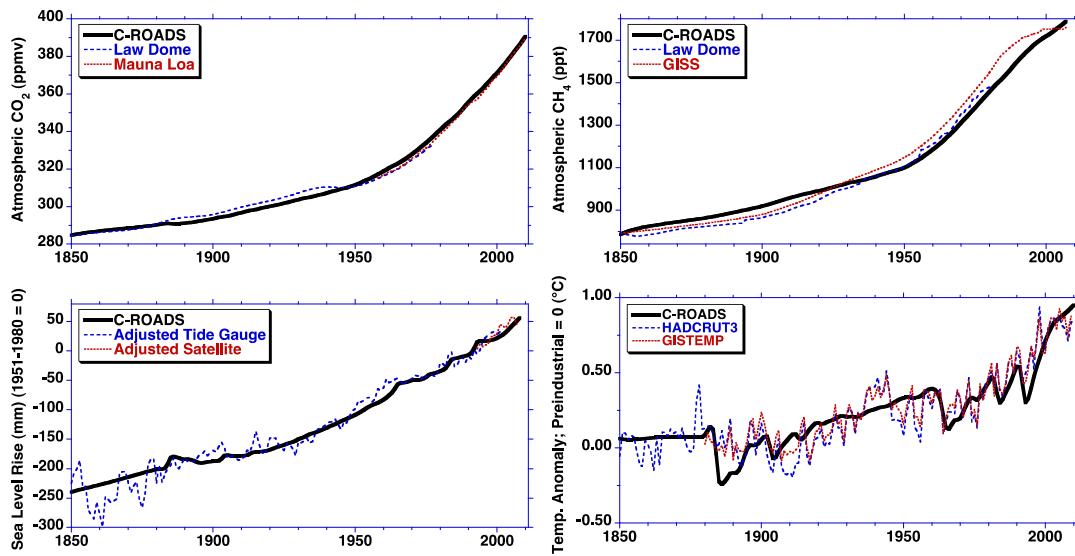 Atmospheric CO2 (ppmv)
400
380
360
340
320
300
280
C-ROADS
Law Dome
Mauna Loa
1850 1900 1950 2000
Atmospheric CH4 (ppt)
1700
1500
1300
1100
900
C-ROADS
Law Dome
GISS
1850 1900 1950 2000
Sea Level Rise (mm) (1951-1980 = 0)
50
0
-50
-100
-150
-200
-250
-300
C-ROADS
Adjusted Tide Gauge
Adjusted Satellite
1850 1900 1950 2000
Temp. Anomaly: Preindustrial = 0 (°C)
1.00
0.50
0.00
-0.50
C-ROADS
HADCRUT3
GISTEMP
1850 1900 1950 2000